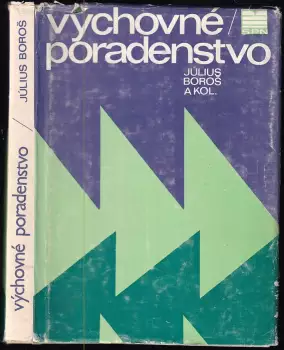 výchovné/
poradenstvo
SPN
JÚLIUS
BOROŠ
A KOL.
výchovné poradenstvo / JÚLIUS BOROŠ